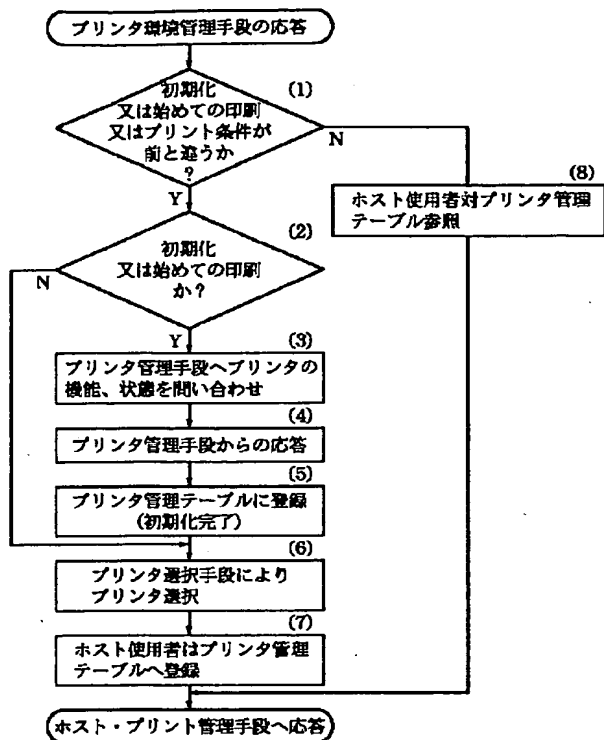 プリンタ環境管理手段の応答
(1)
初期化
又は始めての印刷
又はプリント条件が
前と違うか
?
N
Y
(8)
ホスト使用者対プリンタ管理
テーブル参照
(2)
初期化
又は始めての印刷
か?
N
Y
(3)
プリンタ管理手段へプリンタの
機能、状態を問い合わせ
(4)
プリンタ管理手段からの応答
(5)
プリンタ管理テーブルに登録
(初期化完了)
(6)
プリンタ選択手段により
プリンタ選択
(7)
ホスト使用者はプリンタ管理
テーブルへ登録
ホスト・プリント管理手段へ応答